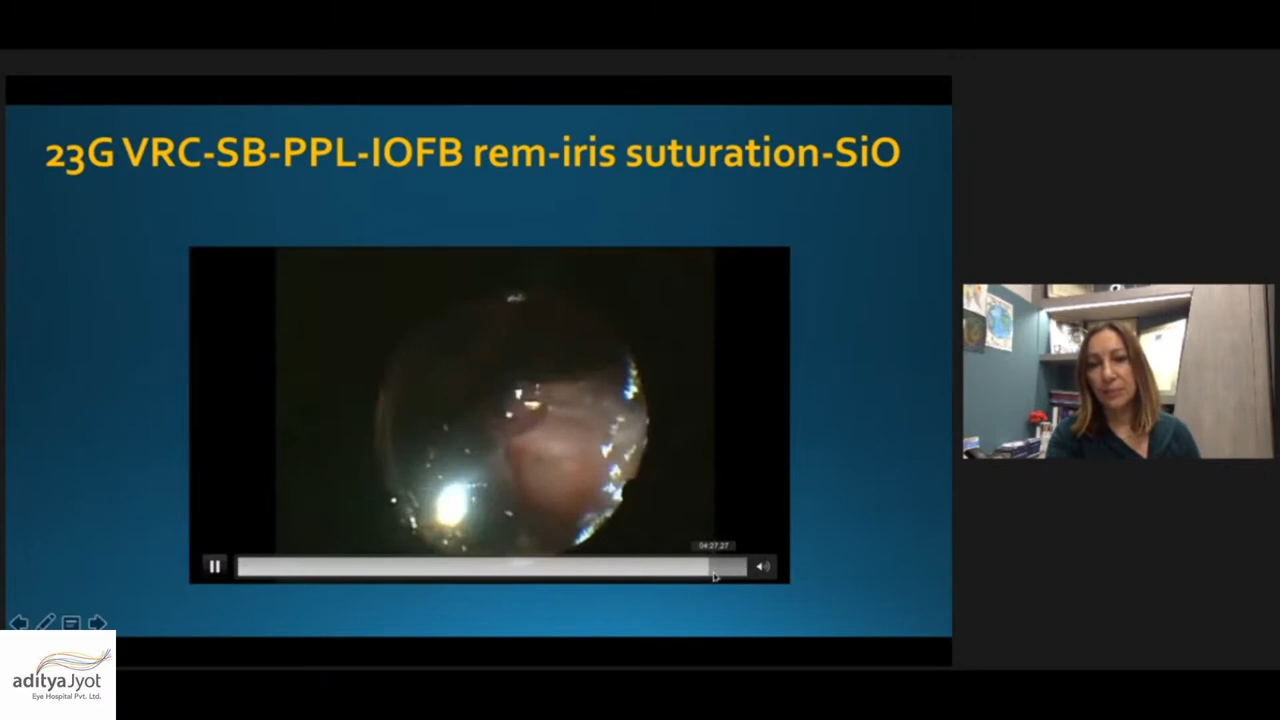 23G VRC-SB-PPL-IOFB rem-iris suturation-SiO
04:27,27
adityaJyot
Eye Hospital Pvt. Ltd.